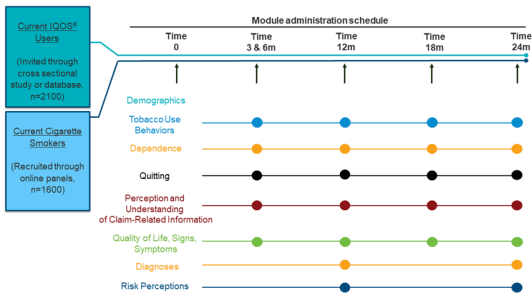 Current IQOS® Users
(Invited through
cross sectional
study or database,
n=2100)
Current Cigarette
Smokers
(Recruited through
online panels,
n=1600)
Module administration schedule
Time 0
Time 3 & 6m
Time 12m
Time 18m
Time 24m
Demographics
Tobacco Use
Behaviors
Dependence
Quitting
Perception and
Understanding
of Claim-Related Information
Quality of Life, Signs,
Symptoms
Diagnoses
Risk Perceptions